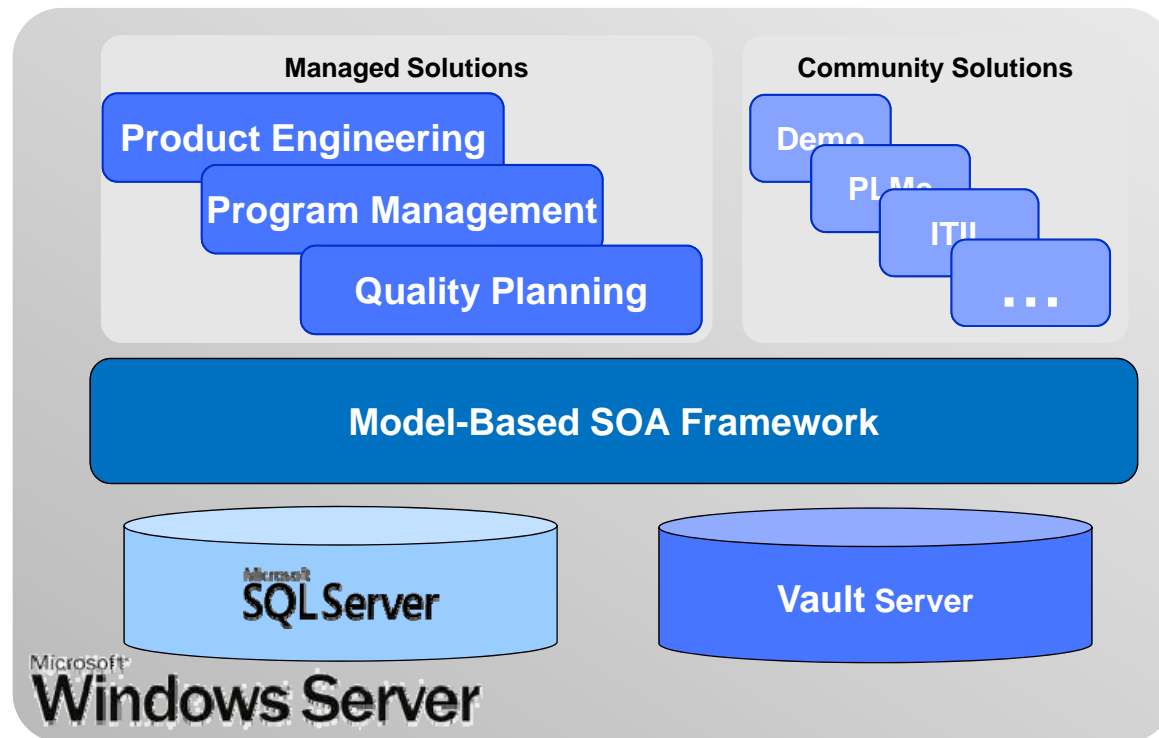 Managed Solutions
Community Solutions
Product Engineering
Program Management
Quality Planning
Demo
...
Model-Based SOA Framework
Microsoft
SQL Server
Vault Server
Microsoft
Windows Server